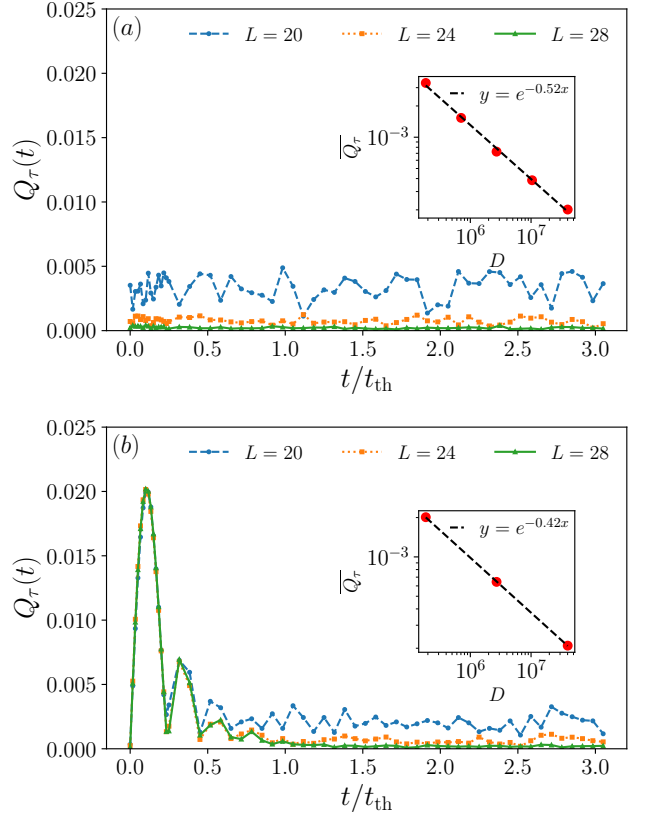 (a) L = 20 L = 24 L = 28
0.025
0.020
0.015
0.010
0.005
0.000
Q_τ(t)
y = e^{-0.52x}
10^{-3}
\overline{Q_τ}
10^6 10^7
D
0.0 0.5 1.0 1.5 2.0 2.5 3.0
t/t_{th}
(b) L = 20 L = 24 L = 28
0.025
0.020
0.015
0.010
0.005
0.000
Q_τ(t)
y = e^{-0.42x}
10^{-3}
\overline{Q_τ}
10^6 10^7
D
0.0 0.5 1.0 1.5 2.0 2.5 3.0
t/t_{th}